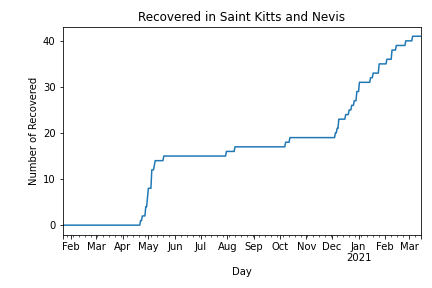 Recovered in Saint Kitts and Nevis
Number of Recovered
40
30
20
10
0
Feb Mar Apr May Jun Jul Aug Sep Oct Nov Dec Jan Feb Mar
2021
Day